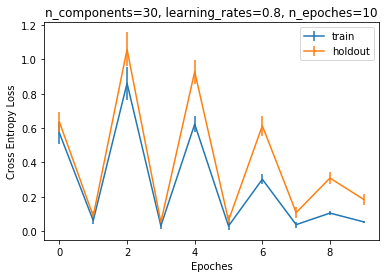 n_components=30, learning_rates=0.8, n_epoches=10
train
holdout
Cross Entropy Loss
1.2
1.0
0.8
0.6
0.4
0.2
0.0
0 2 4 6 8
Epoches